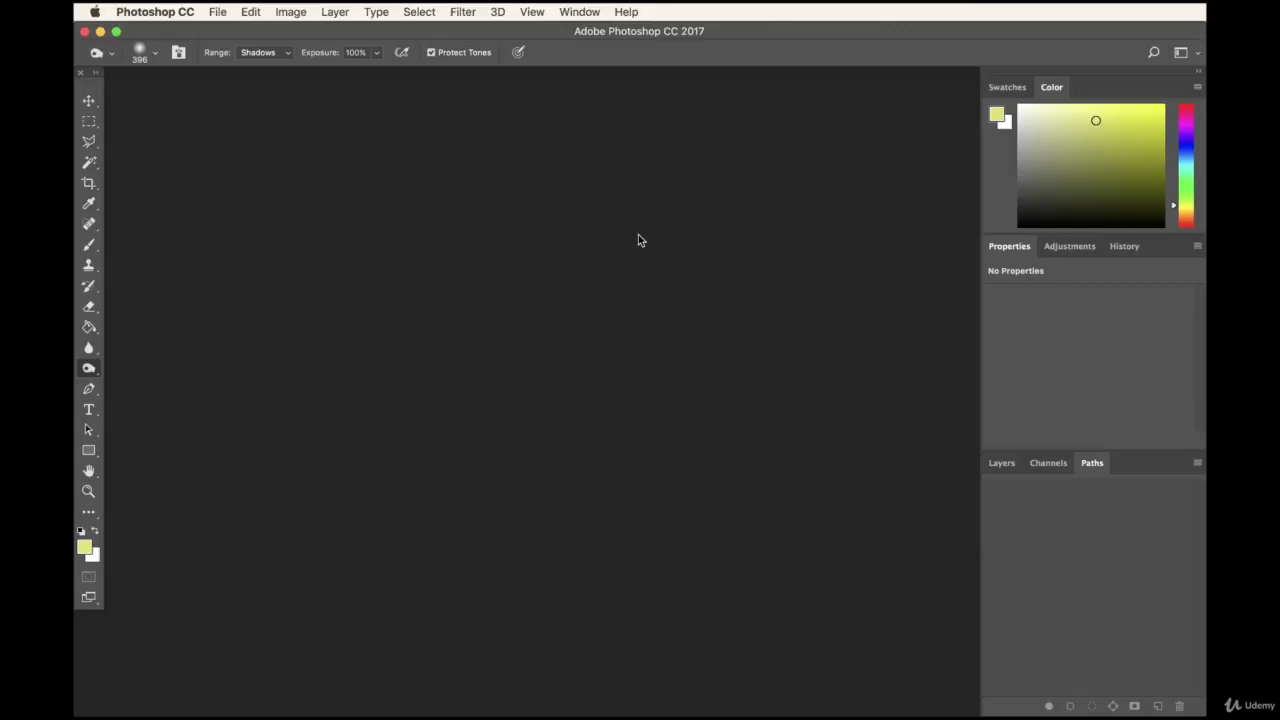 Photoshop CC File Edit Image Layer Type Select Filter 3D View Window Help
Adobe Photoshop CC 2017
396 Range: Shadows Exposure: 100% Protect Tones
Swatches Color
Properties Adjustments History
No Properties
T
Layers Channels Paths
Udemy